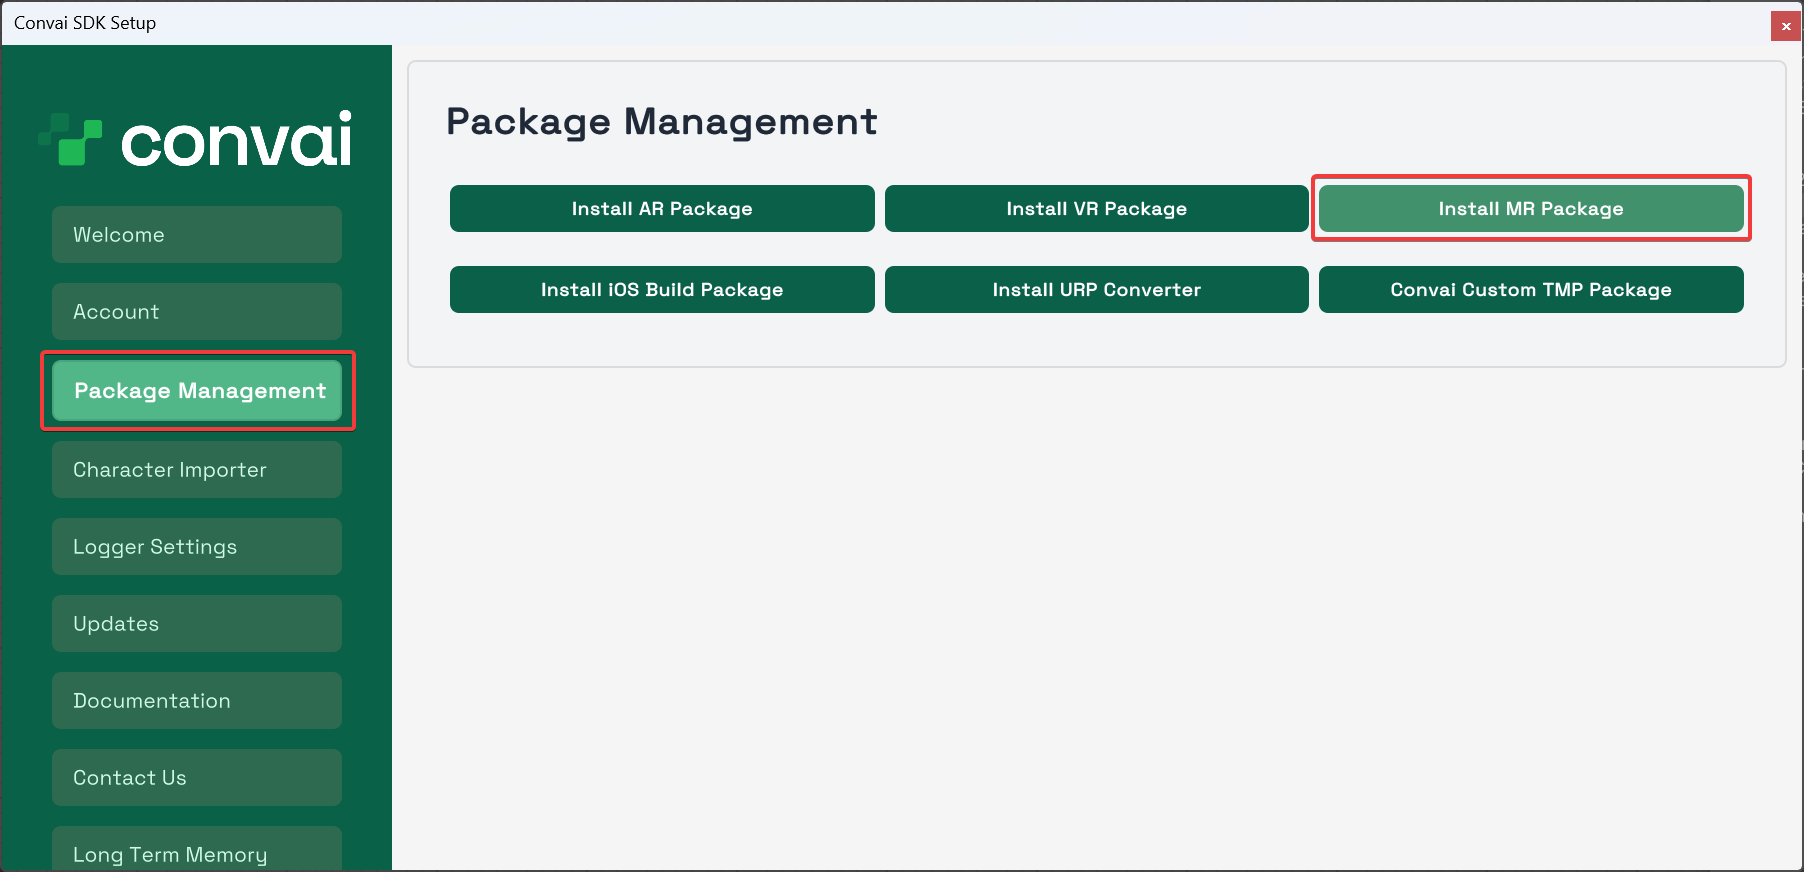 Convai SDK Setup
×
convai
Welcome
Account
Package Management
Character Importer
Logger Settings
Updates
Documentation
Contact Us
Long Term Memory
Package Management
Install AR Package
Install VR Package
Install MR Package
Install iOS Build Package
Install URP Converter
Convai Custom TMP Package